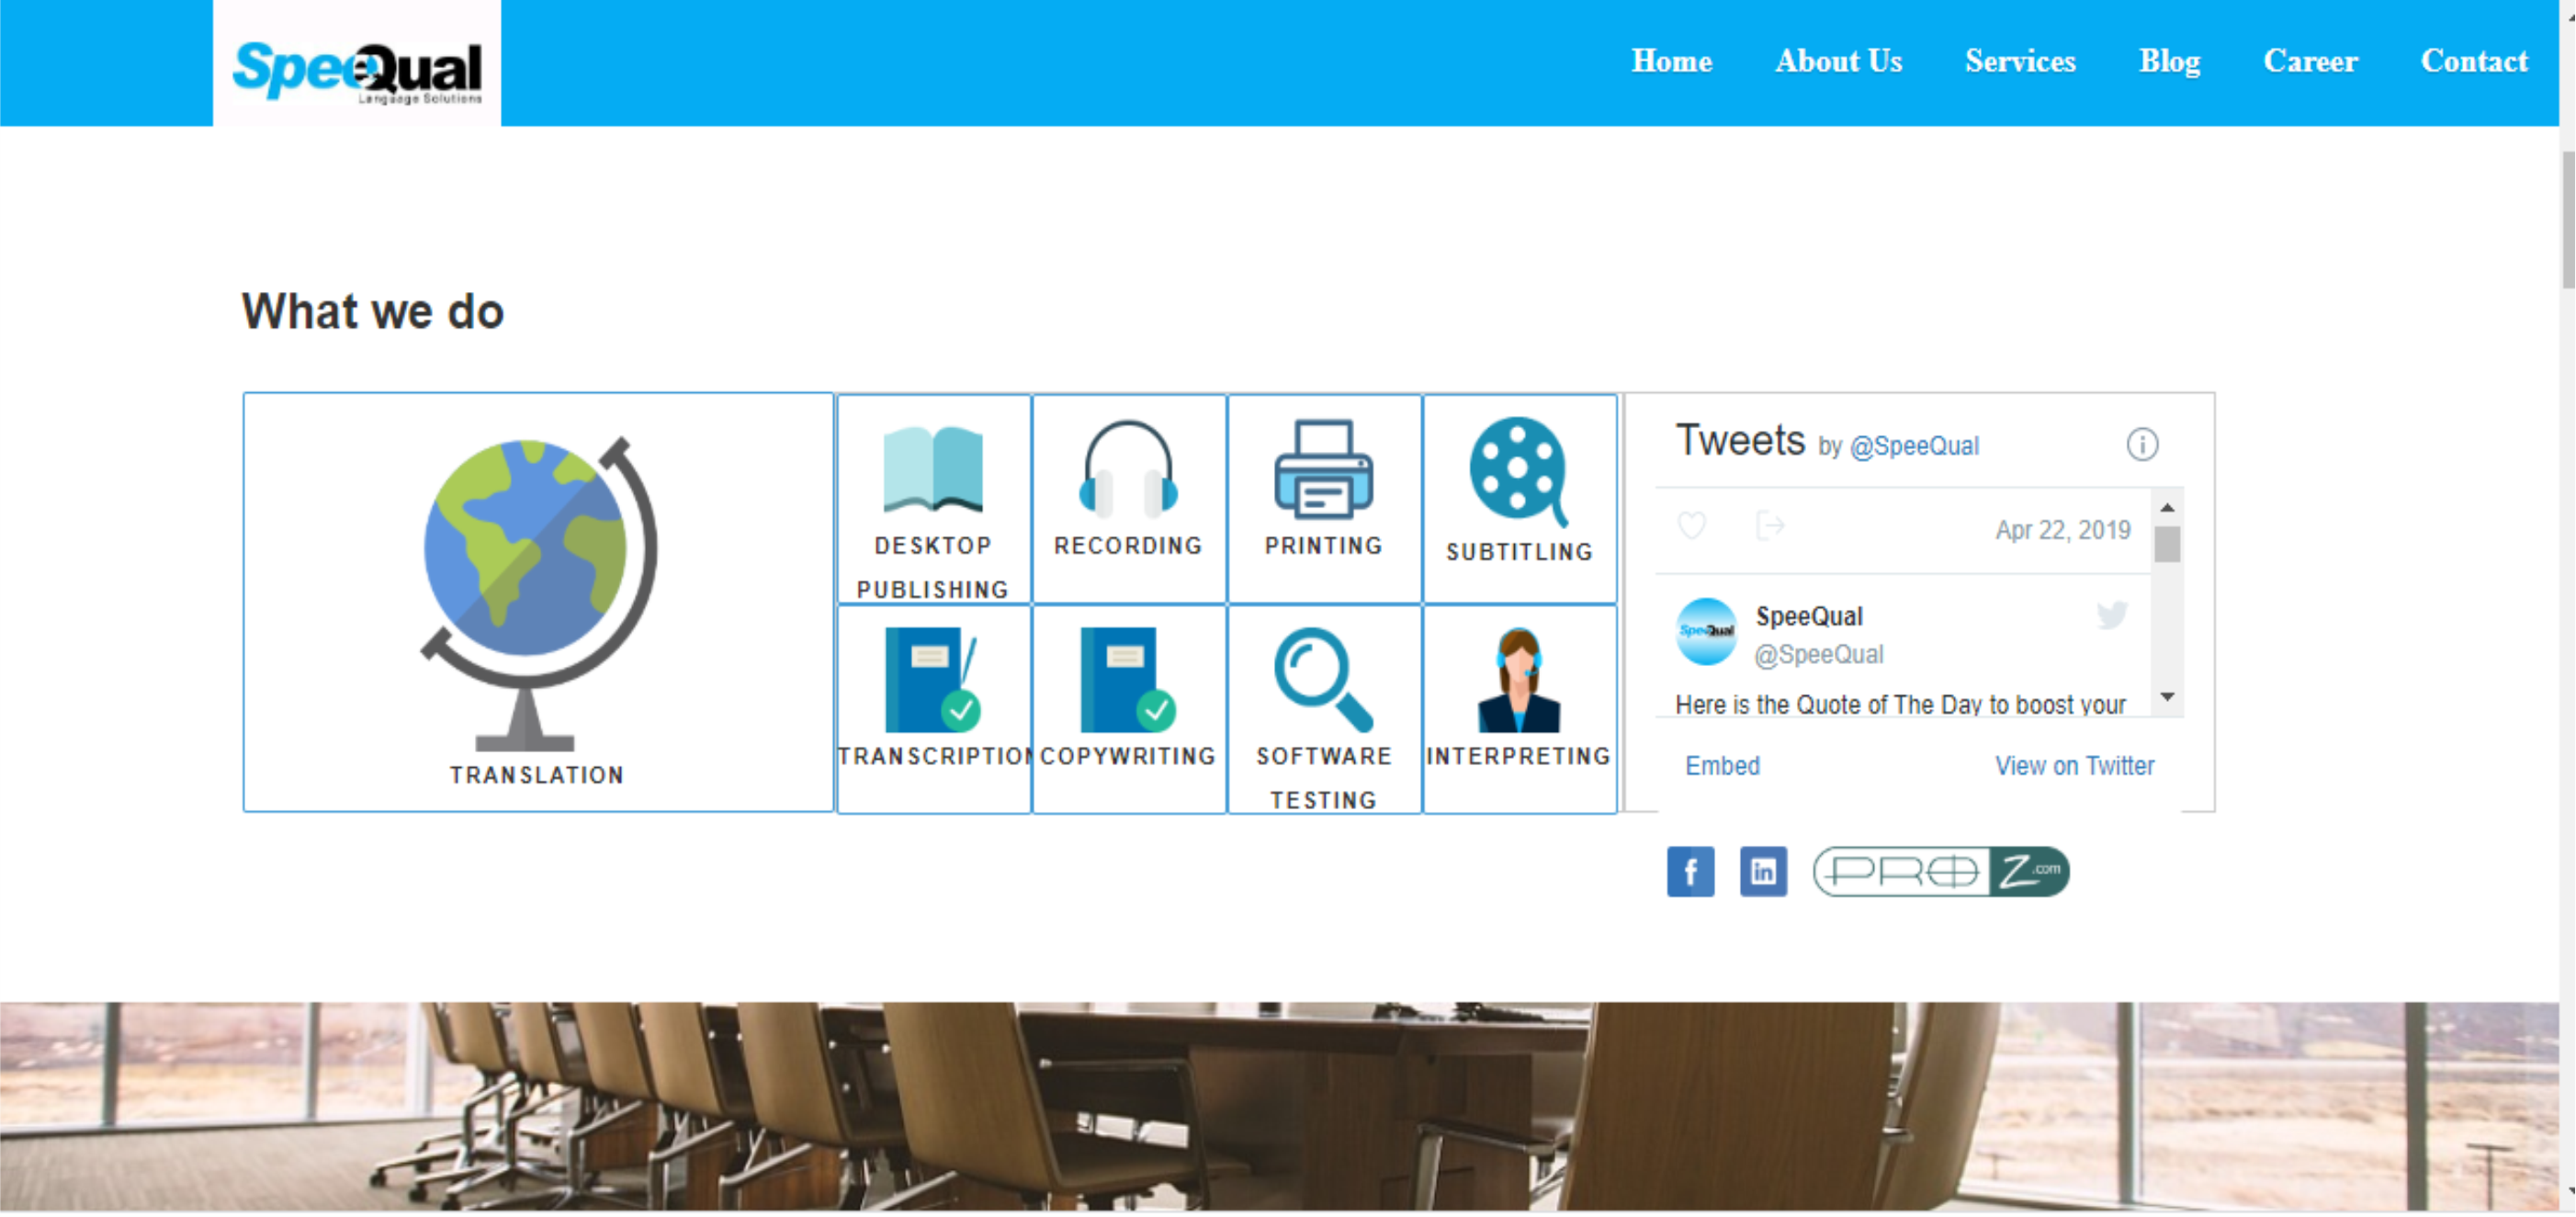 SpeeQual
Language Solutions
Home About Us Services Blog Career Contact
What we do
TRANSLATION
DESKTOP
PUBLISHING
RECORDING
PRINTING
SUBTITLING
TRANSCRIPTION
COPYWRITING
SOFTWARE
TESTING
INTERPRETING
Tweets by @SpeeQual
Apr 22, 2019
SpeeQual
SpeeQual
@SpeeQual
Here is the Quote of The Day to boost your
Embed View on Twitter
f in PROZ.com